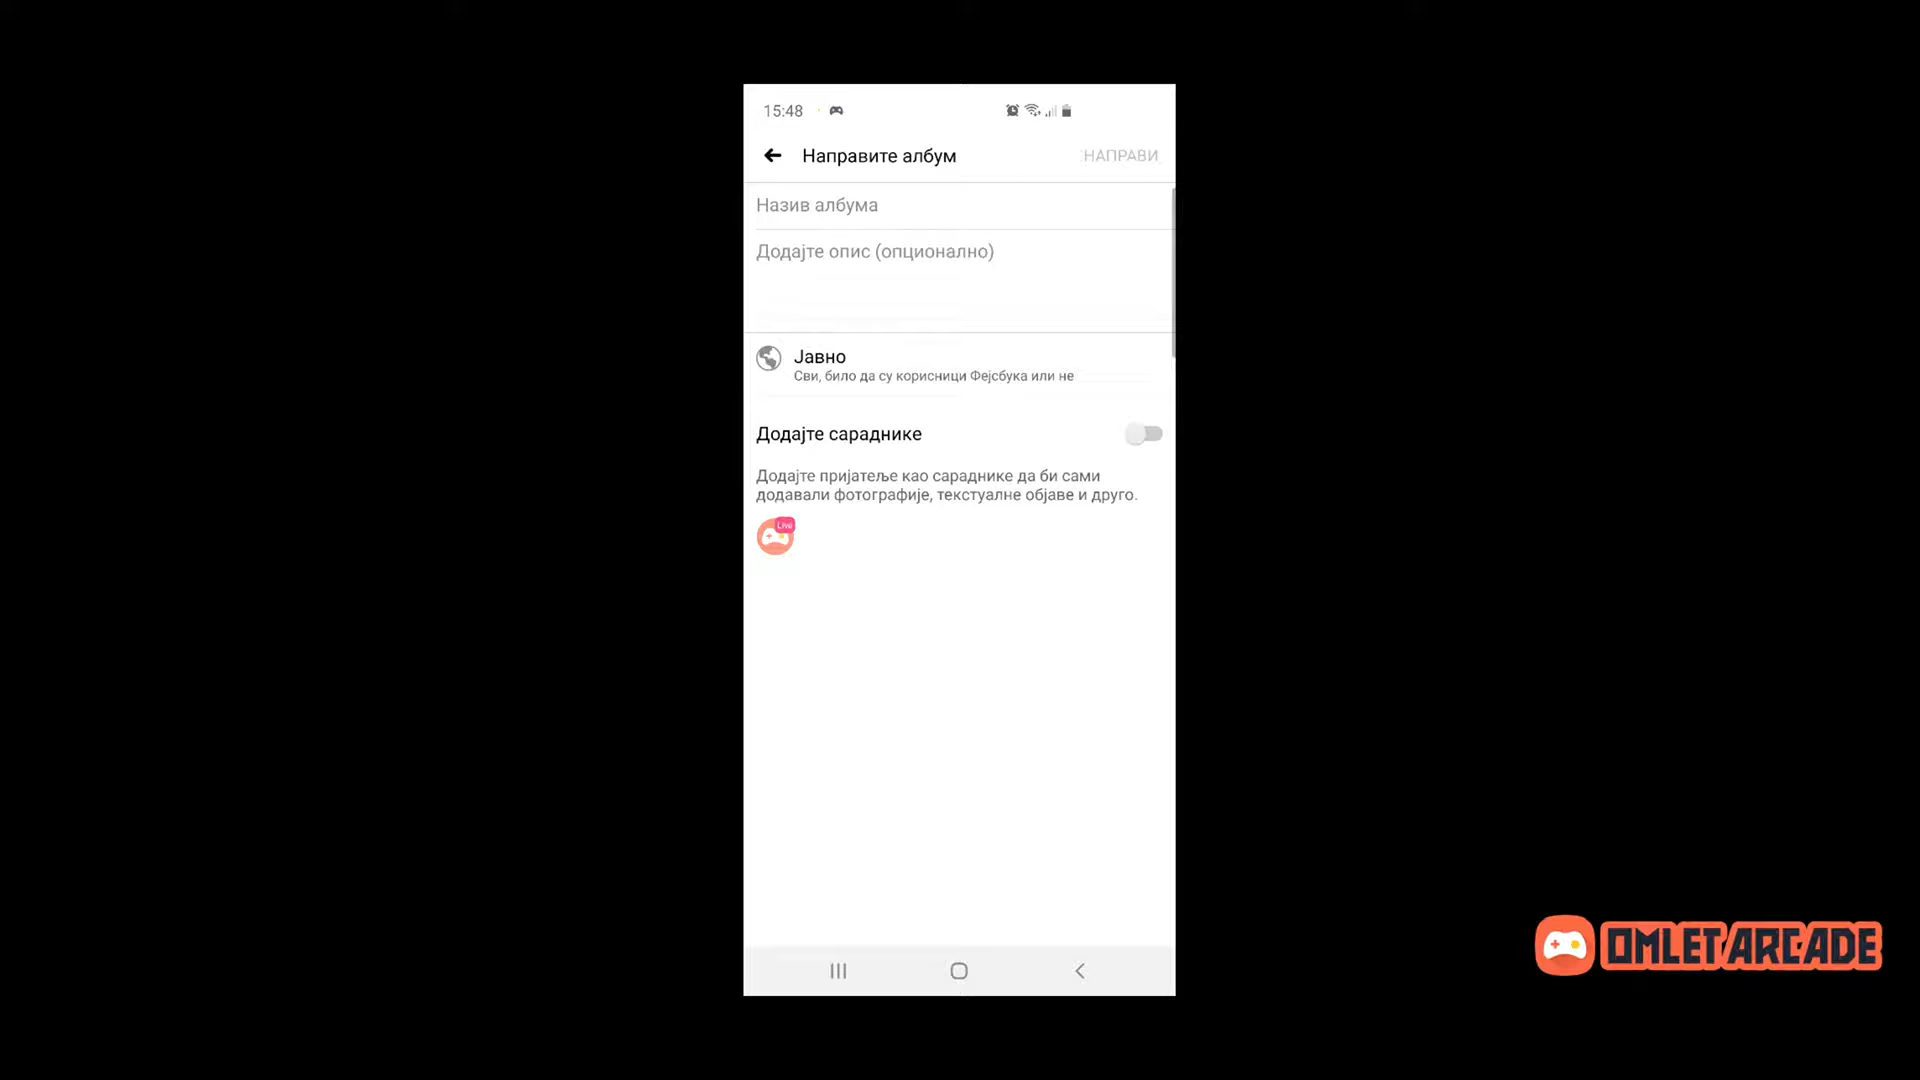 15:48
Направите албум
НАПРАВИ
Назив албума
Додајте опис (опционално)
Јавно
Сви, било да су корисници Фејсбука или не
Додајте сараднике
Додајте пријатеље као сараднике да би сами
додавали фотографије, текстуалне објаве и друго.
Live
OMLET ARCADE